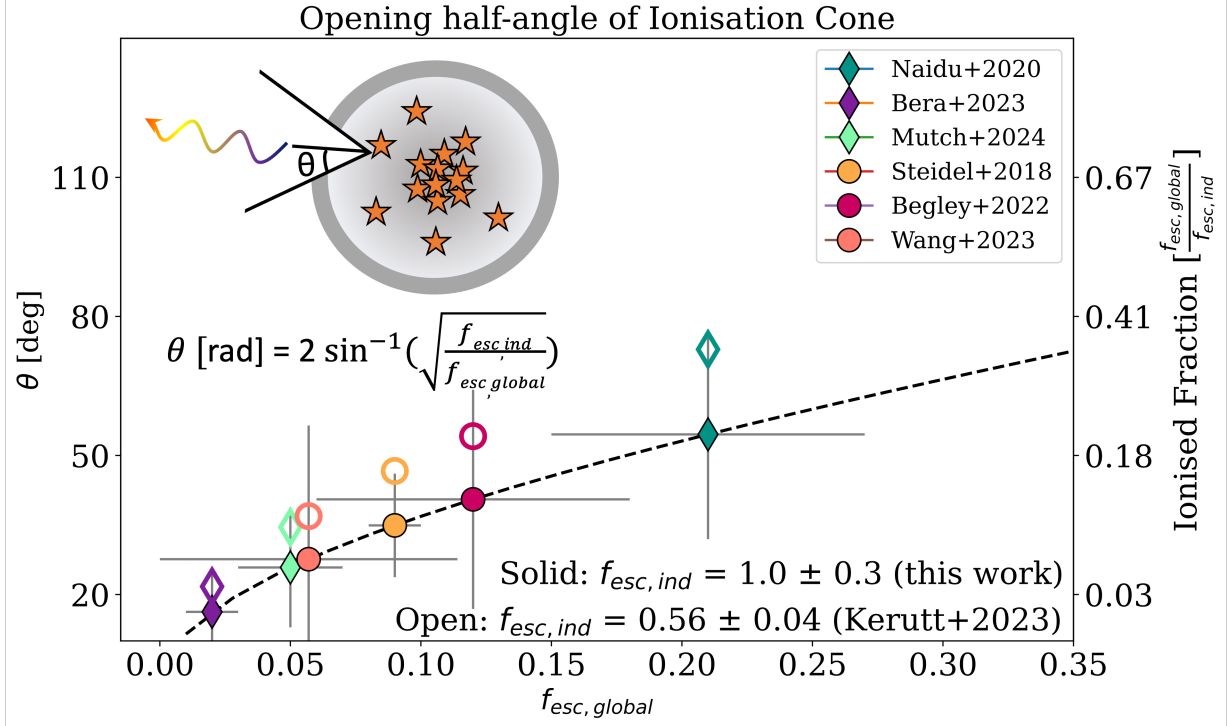 Opening half-angle of Ionisation Cone
Naidu+2020
Bera+2023
Mutch+2024
Steidel+2018
Begley+2022
Wang+2023
θ
θ [rad] = 2 sin⁻¹(√(f esc,ind / f esc,global))
θ [deg]
110
80
50
20
0.67
0.41
0.18
0.03
Ionised Fraction [f_esc,global / f_esc,ind]
Solid: f_esc,ind = 1.0 ± 0.3 (this work)
Open: f_esc,ind = 0.56 ± 0.04 (Kerutt+2023)
0.00 0.05 0.10 0.15 0.20 0.25 0.30 0.35
f_esc,global